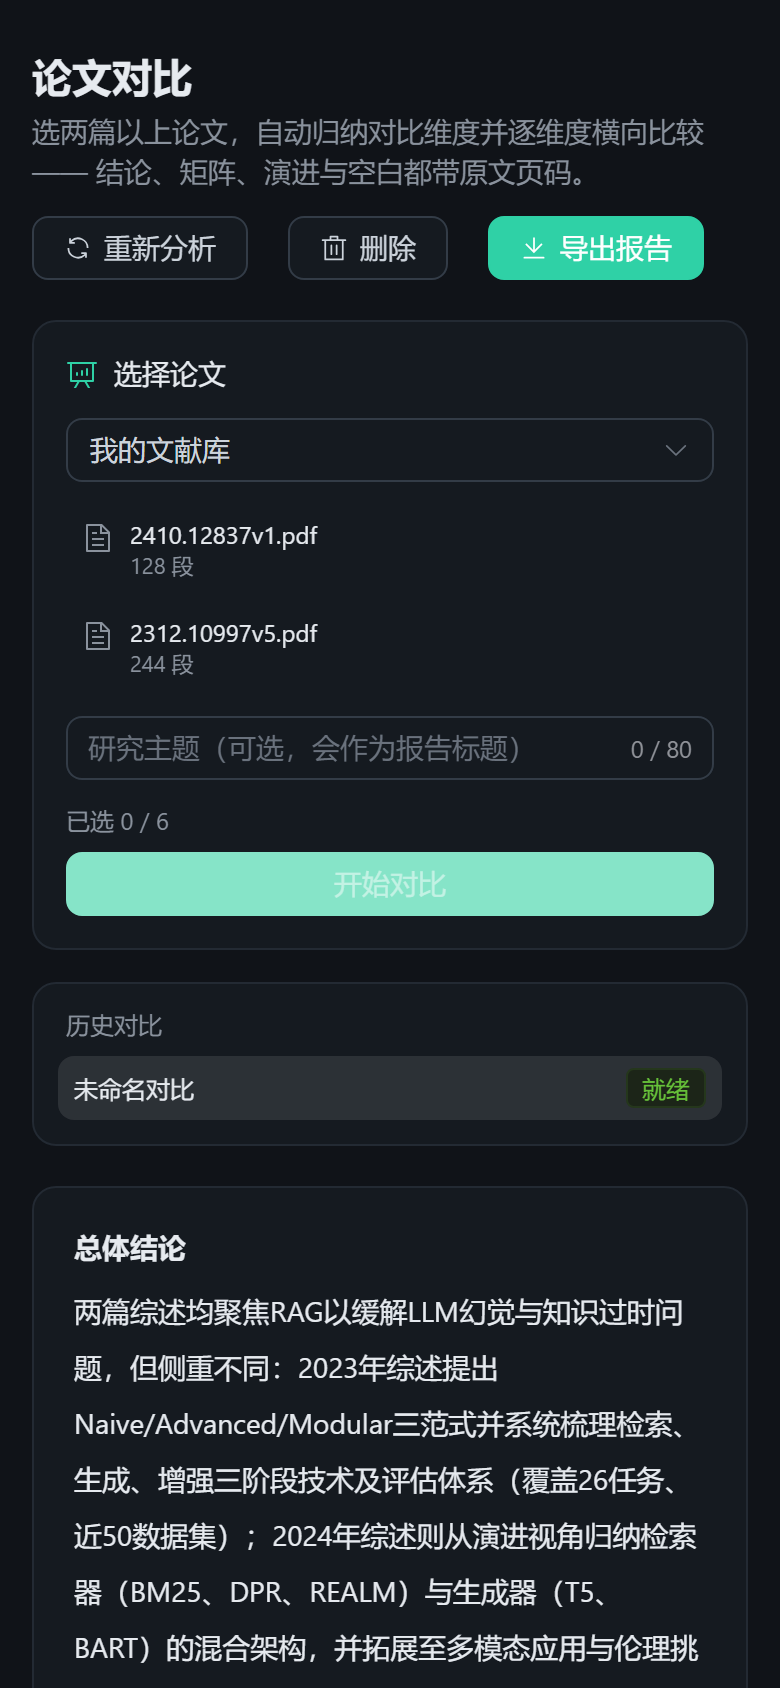 论文对比
选两篇以上论文，自动归纳对比维度并逐维度横向比较
—— 结论、矩阵、演进与空白都带原文页码。
重新分析
删除
导出报告
选择论文
我的文献库
2410.12837v1.pdf
128 段
2312.10997v5.pdf
244 段
研究主题（可选，会作为报告标题）
0 / 80
已选 0 / 6
开始对比
历史对比
未命名对比
就绪
总体结论
两篇综述均聚焦RAG以缓解LLM幻觉与知识过时问
题，但侧重不同：2023年综述提出
Naive/Advanced/Modular三范式并系统梳理检索、
生成、增强三阶段技术及评估体系（覆盖26任务、
近50数据集）；2024年综述则从演进视角归纳检索
器（BM25、DPR、REALM）与生成器（T5、
BART）的混合架构，并拓展至多模态应用与伦理挑